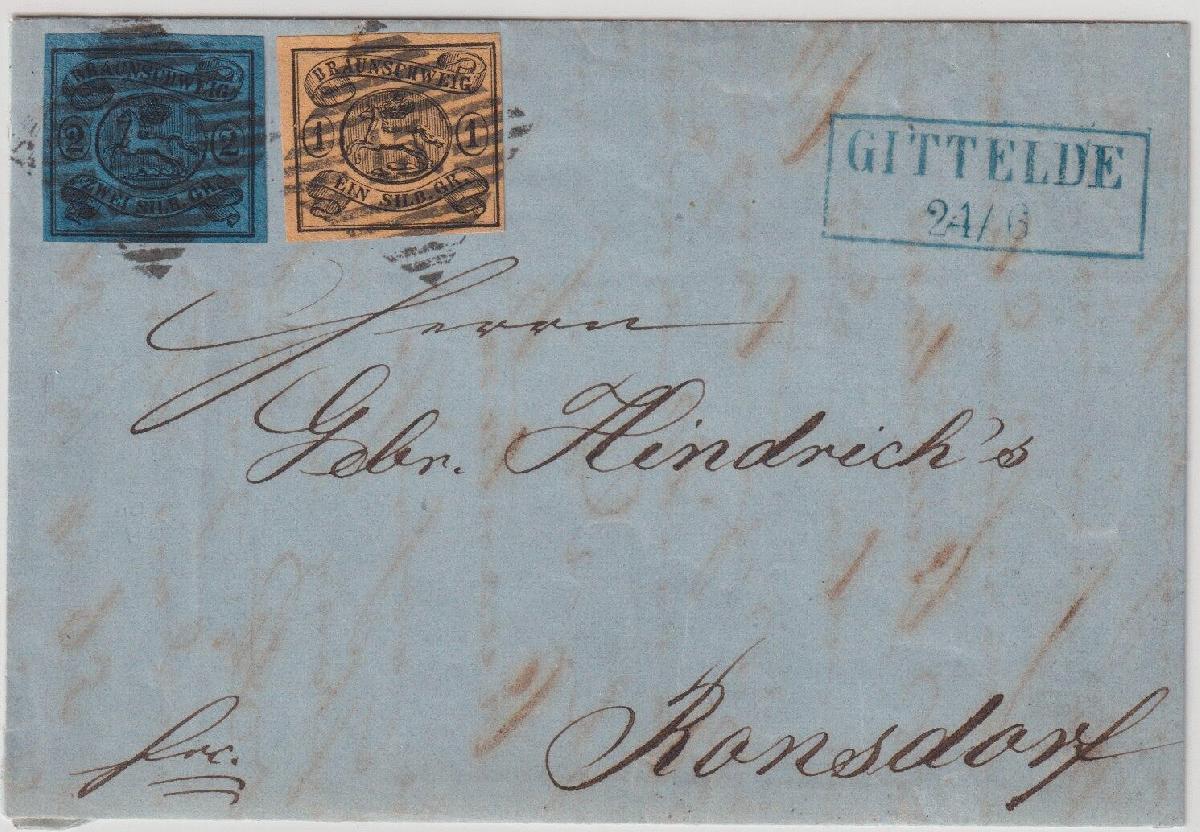 BRAUNSCHWEIG
2 2
ZWEI SILB. GR.
BRAUNSCHWEIG
1 1
EIN SILB. GR.
GITTELDE
24/6
Herrn
Gebr. Hindrich's
Ronsdorf
frc.